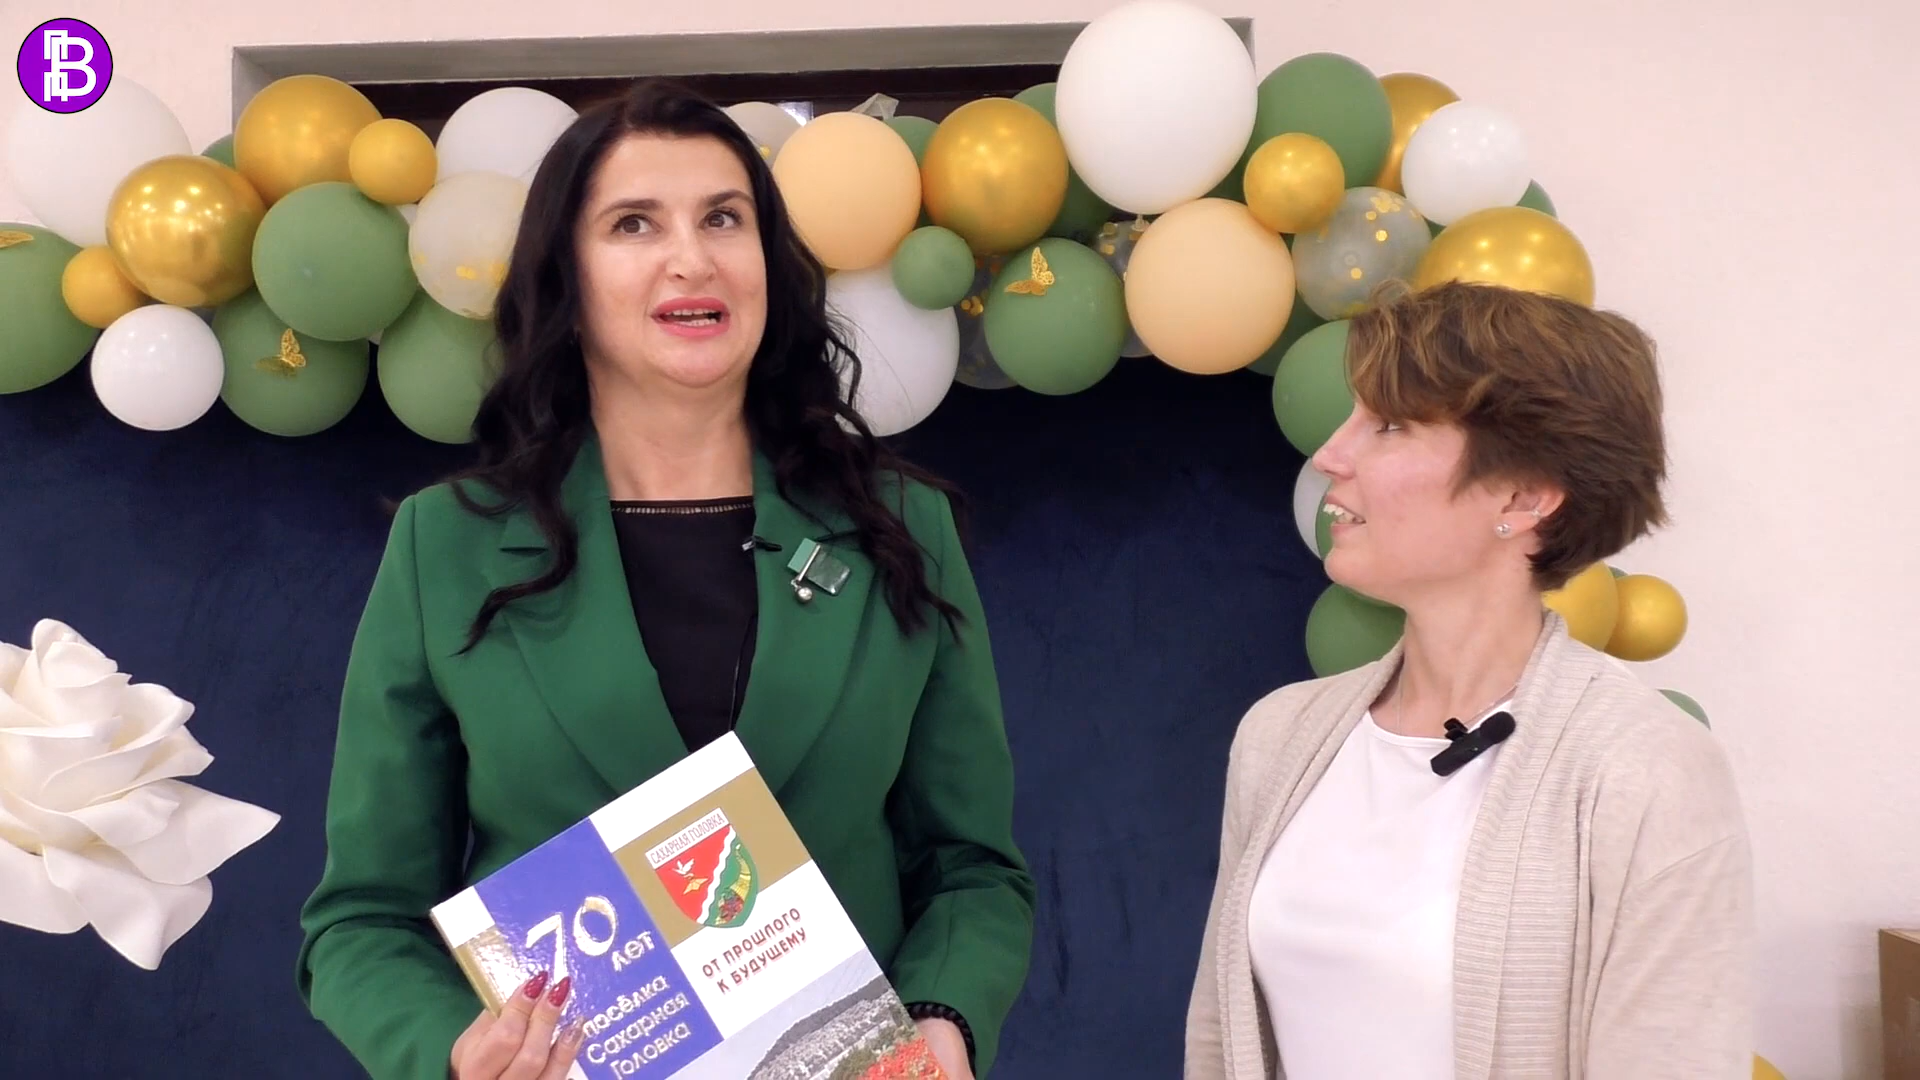 САХАРНАЯ ГОЛОВКА
70
лет
посёлка
Сахарная
Головка
ОТ ПРОШЛОГО
К БУДУЩЕМУ